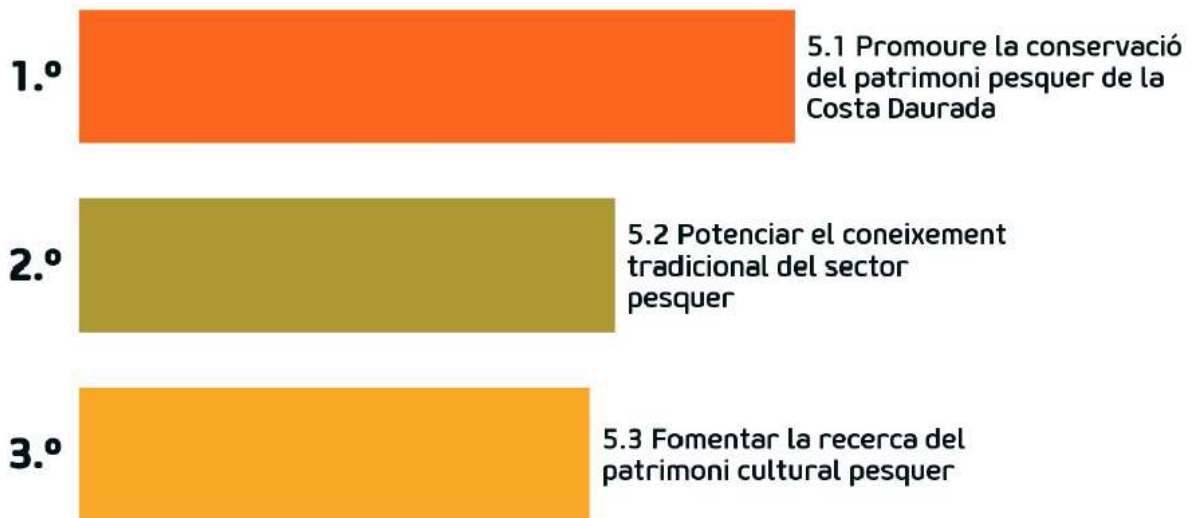 1.º
5.1 Promoure la conservació
del patrimoni pesquer de la
Costa Daurada
2.º
5.2 Potenciar el coneixement
tradicional del sector
pesquer
3.º
5.3 Fomentar la recerca del
patrimoni cultural pesquer